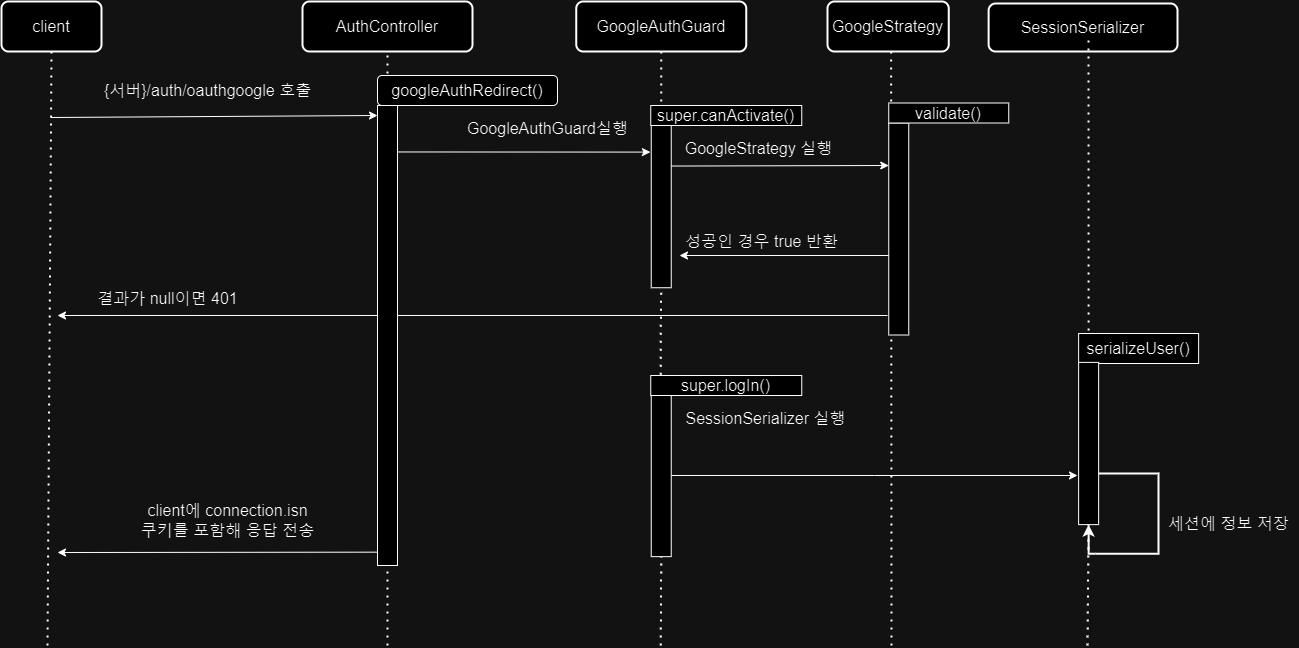 client
AuthController
GoogleAuthGuard
GoogleStrategy
SessionSerializer
{서버}/auth/oauthgoogle 호출
googleAuthRedirect()
GoogleAuthGuard실행
super.canActivate()
validate()
GoogleStrategy 실행
성공인 경우 true 반환
결과가 null이면 401
serializeUser()
super.logIn()
SessionSerializer 실행
client에 connection.isn
쿠키를 포함해 응답 전송
세션에 정보 저장